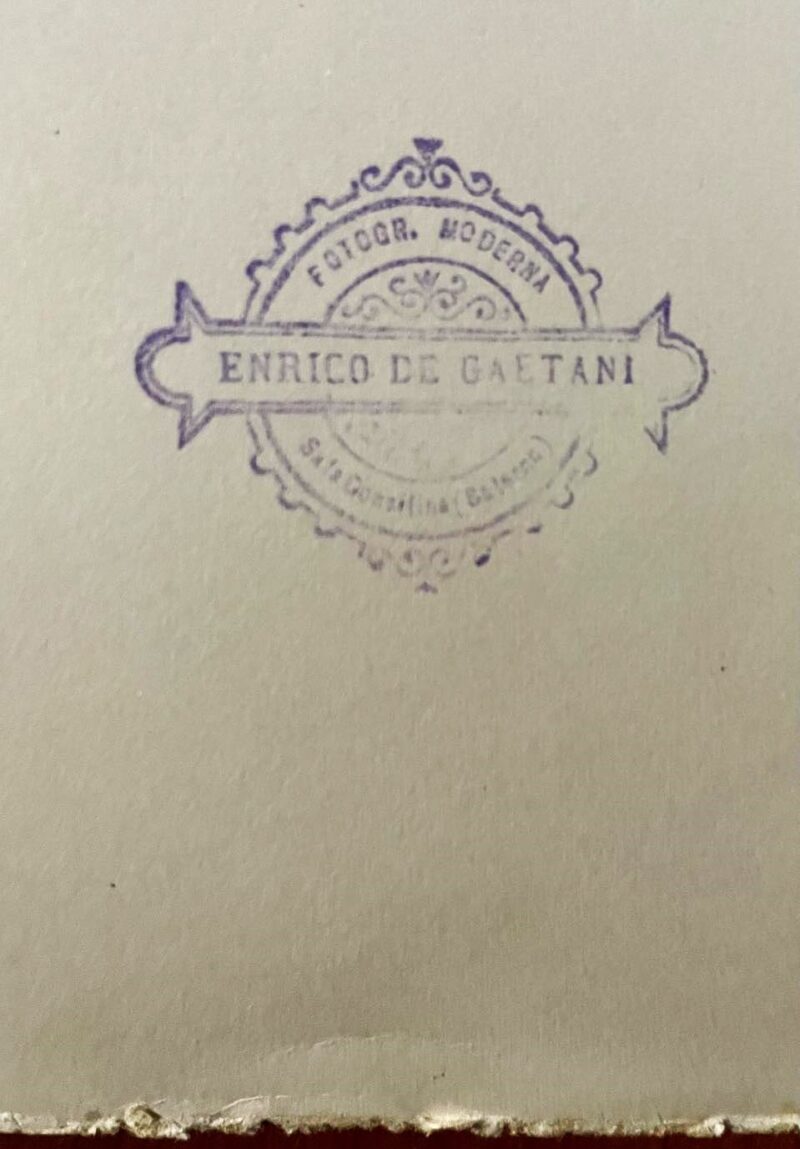 FOTOGR. MODERNA
ENRICO DE GAETANI
Sala Consilina (Salerno)